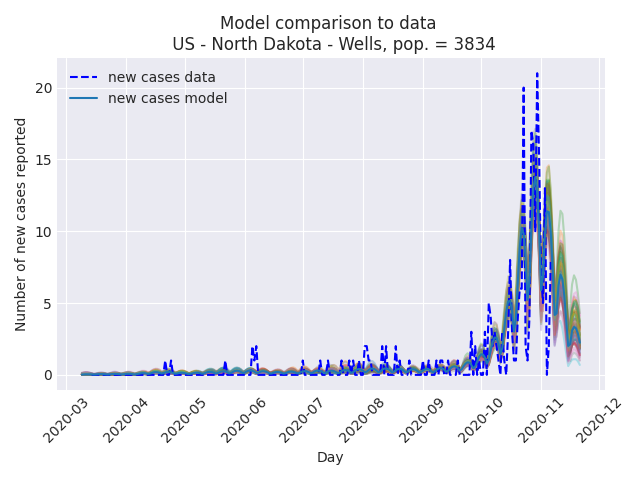 Model comparison to data
US - North Dakota - Wells, pop. = 3834
new cases data
new cases model
Number of new cases reported
20
15
10
5
0
2020-03
2020-04
2020-05
2020-06
2020-07
2020-08
2020-09
2020-10
2020-11
2020-12
Day